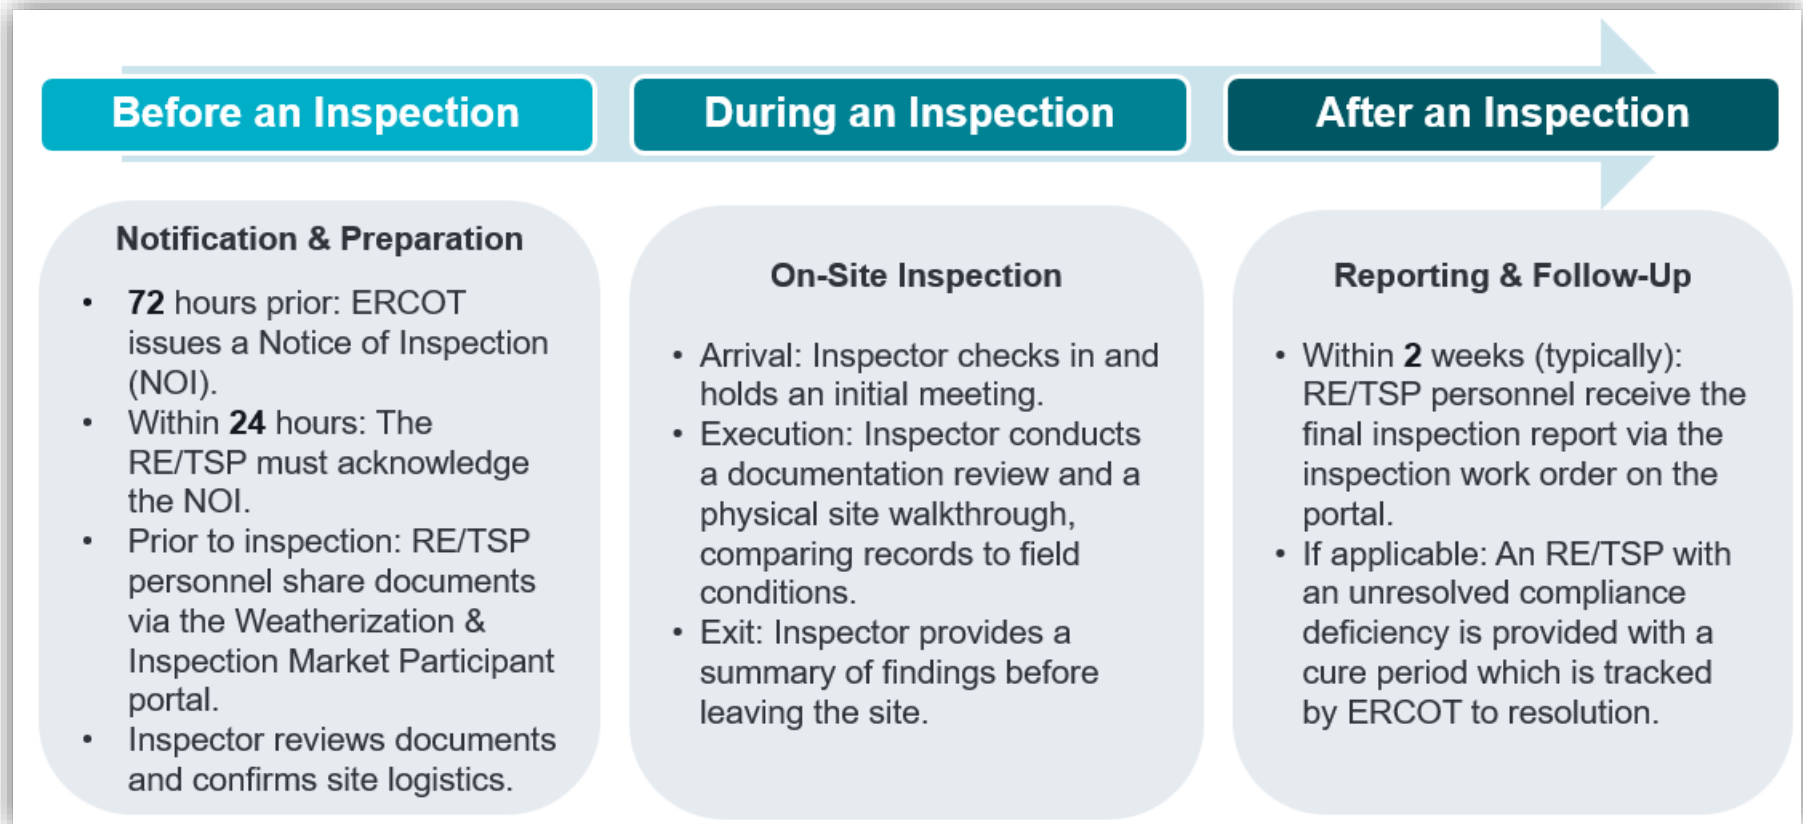 Before an Inspection
During an Inspection
After an Inspection
Notification & Preparation
• 72 hours prior: ERCOT
issues a Notice of Inspection
(NOI).
• Within 24 hours: The
RE/TSP must acknowledge
the NOI.
• Prior to inspection: RE/TSP
personnel share documents
via the Weatherization &
Inspection Market Participant
portal.
• Inspector reviews documents
and confirms site logistics.
On-Site Inspection
• Arrival: Inspector checks in and
holds an initial meeting.
• Execution: Inspector conducts
a documentation review and a
physical site walkthrough,
comparing records to field
conditions.
• Exit: Inspector provides a
summary of findings before
leaving the site.
Reporting & Follow-Up
• Within 2 weeks (typically):
RE/TSP personnel receive the
final inspection report via the
inspection work order on the
portal.
• If applicable: An RE/TSP with
an unresolved compliance
deficiency is provided with a
cure period which is tracked
by ERCOT to resolution.